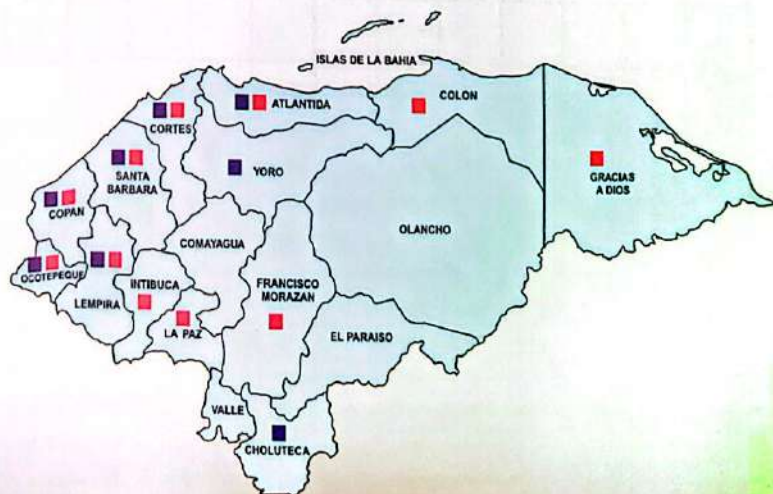 ISLAS DE LA BAHIA
ATLANTIDA
COLON
CORTES
SANTA
BARBARA
YORO
GRACIAS
A DIOS
COPAN
OLANCHO
COMAYAGUA
OCOTEPEQUE
LEMPIRA
INTIBUCA
FRANCISCO
MORAZAN
LA PAZ
EL PARAISO
VALLE
CHOLUTECA